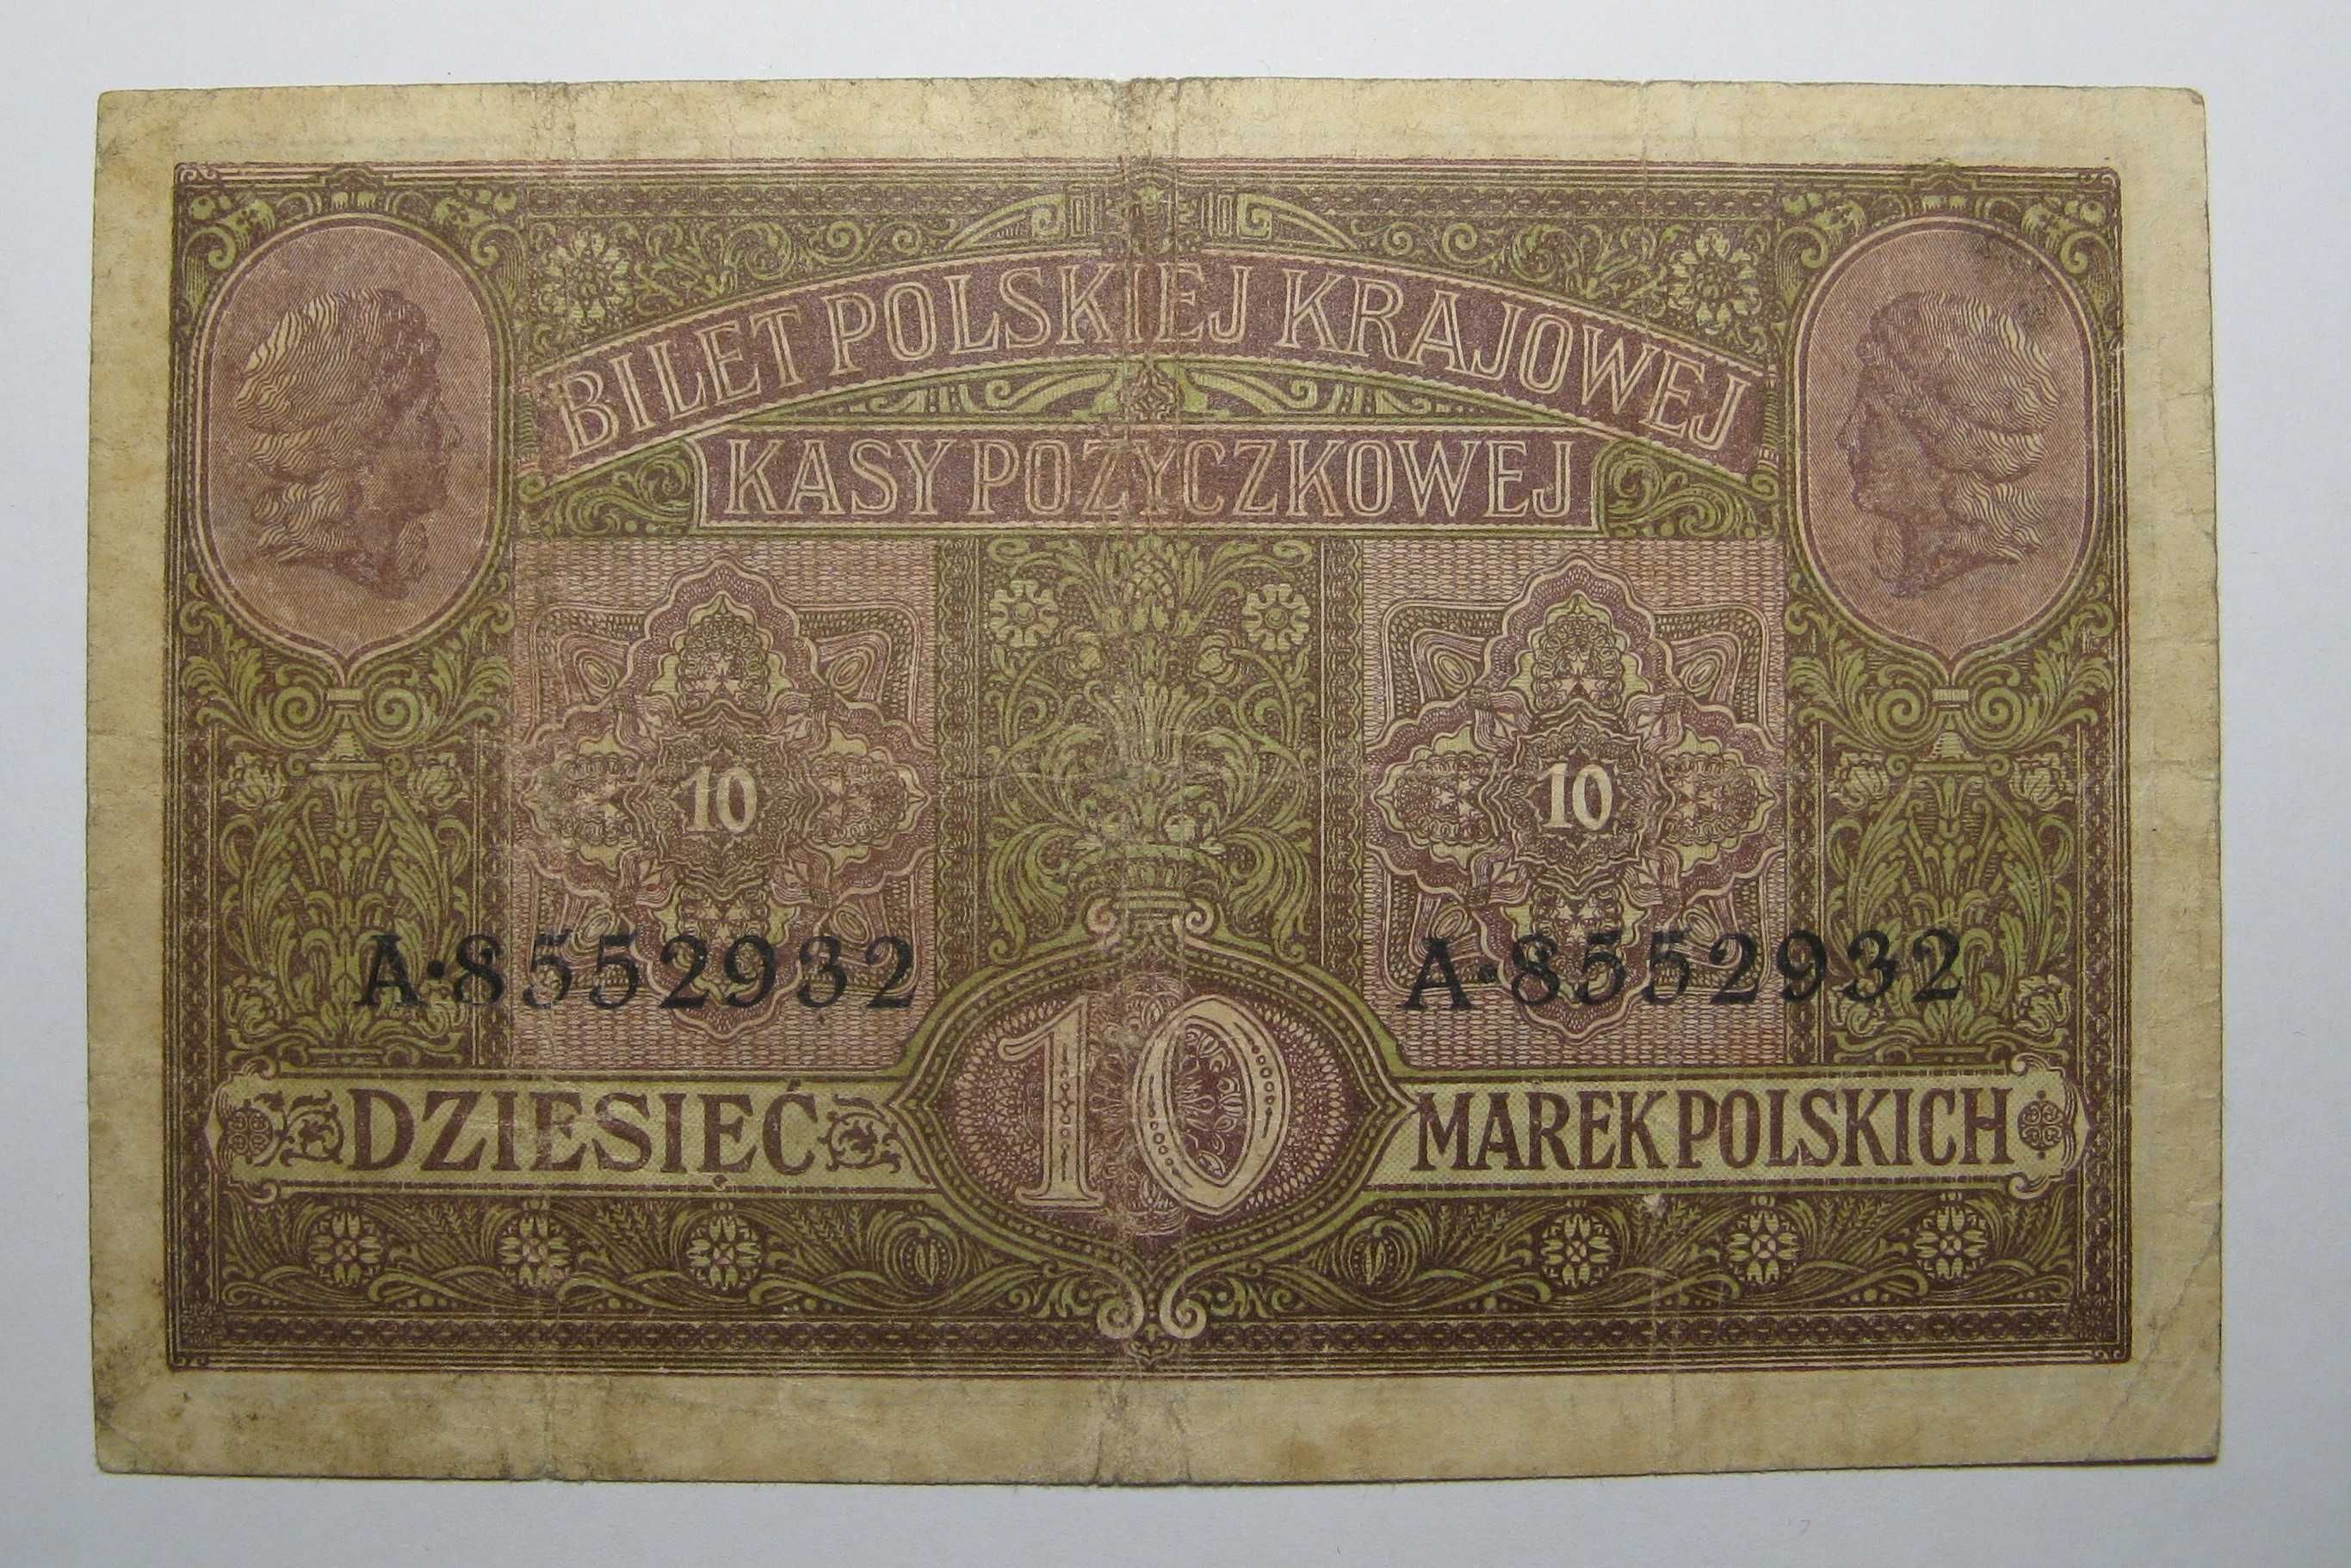 BILET POLSKIEJ KRAJOWEJ
KASY POŻYCZKOWEJ
10 10
A·8552932 A·8552932
10
DZIESIĘĆ MAREK POLSKICH